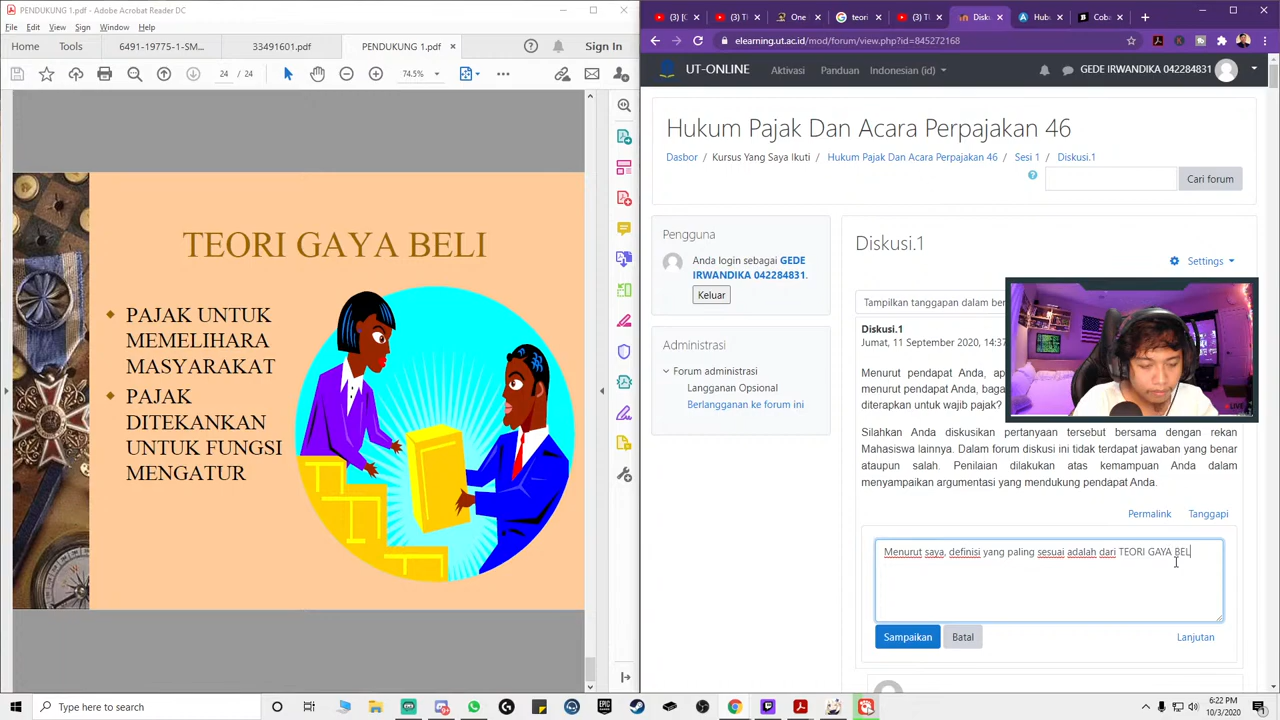 PENDUKUNG 1.pdf - Adobe Acrobat Reader DC
File Edit View Sign Window Help
Home Tools 6491-19775-1-SM... 33491601.pdf PENDUKUNG 1.pdf × Sign In
24 / 24 74.5%
TEORI GAYA BELI
PAJAK UNTUK
MEMELIHARA
MASYARAKAT
PAJAK
DITEKANKAN
UNTUK FUNGSI
MENGATUR
One teori Disku Hub Coba
elearning.ut.ac.id/mod/forum/view.php?id=845272168
UT-ONLINE Aktivasi Panduan Indonesian (id) GEDE IRWANDIKA 042284831
Hukum Pajak Dan Acara Perpajakan 46
Dasbor / Kursus Yang Saya Ikuti / Hukum Pajak Dan Acara Perpajakan 46 / Sesi 1 / Diskusi.1
Cari forum
Pengguna
Anda login sebagai GEDE
IRWANDIKA 042284831.
Keluar
Administrasi
Forum administrasi
Langganan Opsional
Berlangganan ke forum ini
Diskusi.1
Settings
Tampilkan tanggapan dalam ber
Diskusi.1
Jumat, 11 September 2020, 14:37
Menurut pendapat Anda, ap
menurut pendapat Anda, baga
diterapkan untuk wajib pajak?
LIVE
Silahkan Anda diskusikan pertanyaan tersebut bersama dengan rekan
Mahasiswa lainnya. Dalam forum diskusi ini tidak terdapat jawaban yang benar
ataupun salah. Penilaian dilakukan atas kemampuan Anda dalam
menyampaikan argumentasi yang mendukung pendapat Anda.
Permalink Tanggapi
Menurut saya, definisi yang paling sesuai adalah dari TEORI GAYA BEL
Sampaikan Batal Lanjutan
Type here to search
6:22 PM
10/3/2020